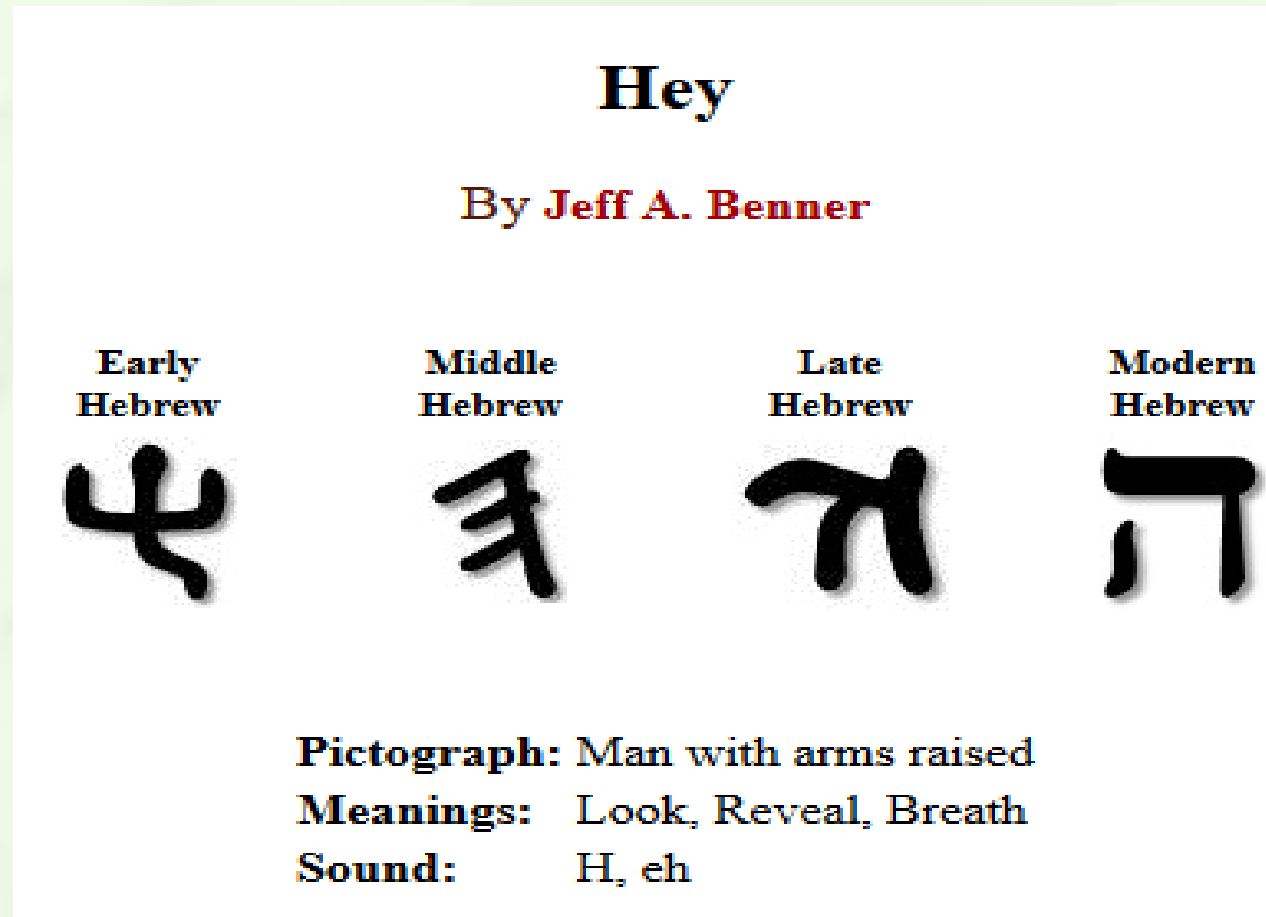 Hey
By Jeff A. Benner
Early Middle Late Modern
Hebrew Hebrew Hebrew Hebrew
ה
Pictograph: Man with arms raised
Meanings: Look, Reveal, Breath
Sound: H, eh